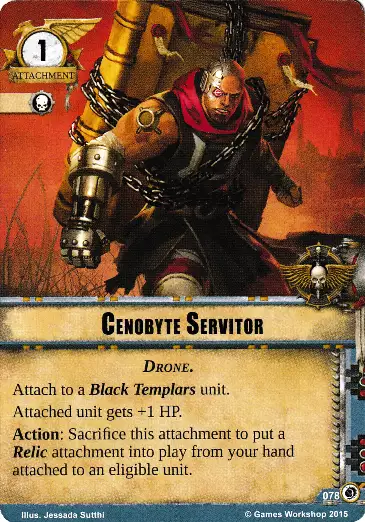 1
ATTACHMENT
CENOBYTE SERVITOR
DRONE.
Attach to a Black Templars unit.
Attached unit gets +1 HP.
Action: Sacrifice this attachment to put a
Relic attachment into play from your hand
attached to an eligible unit.
078
Illus. Jessada Sutthi
© Games Workshop 2015